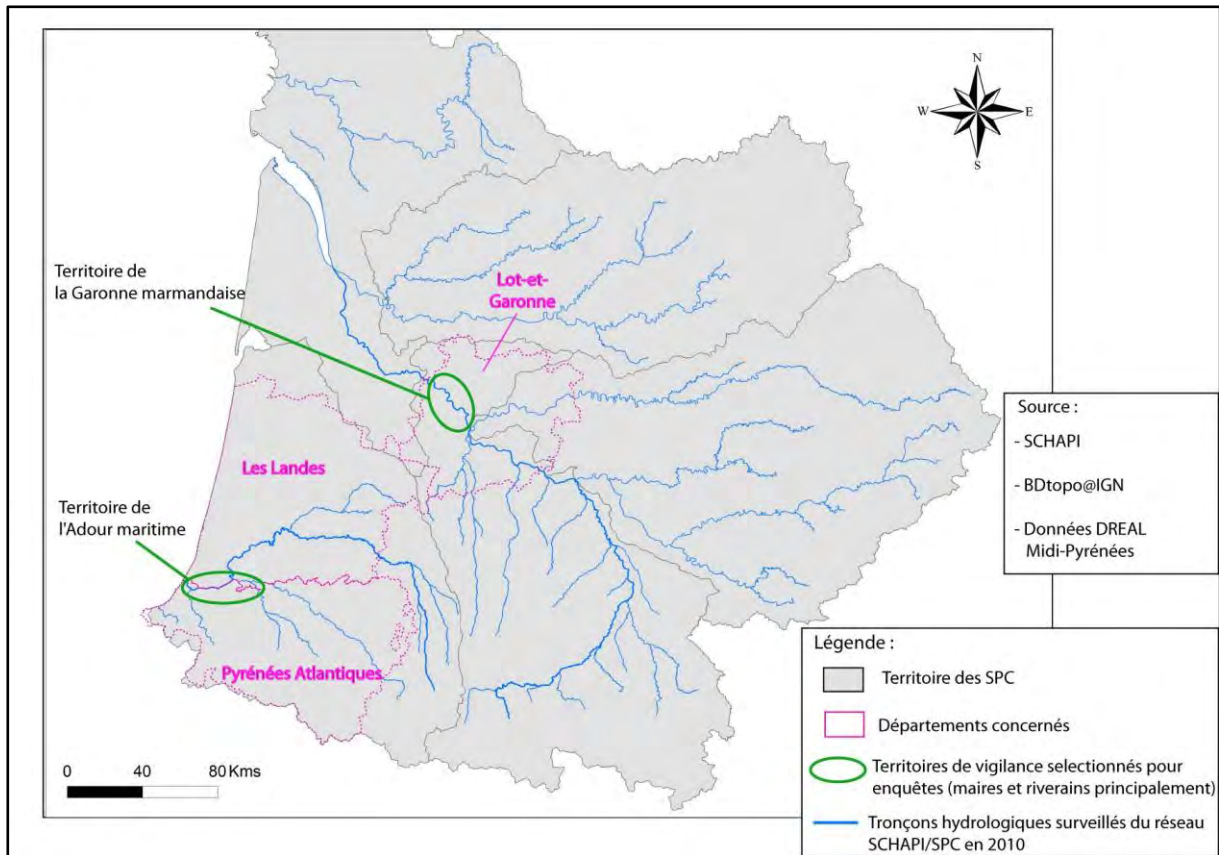 N
W
E
S
Territoire de
la Garonne marmandaise
Lot-et-
Garonne
Les Landes
Territoire de
l'Adour maritime
Pyrénées Atlantiques
0 40 80 Kms
Source :
- SCHAPI
- BDtopo@IGN
- Données DREAL
Midi-Pyrénées
Légende :
Territoire des SPC
Départements concernés
Territoires de vigilance selectionnés pour
enquêtes (maires et riverains principalement)
Tronçons hydrologiques surveillés du réseau
SCHAPI/SPC en 2010